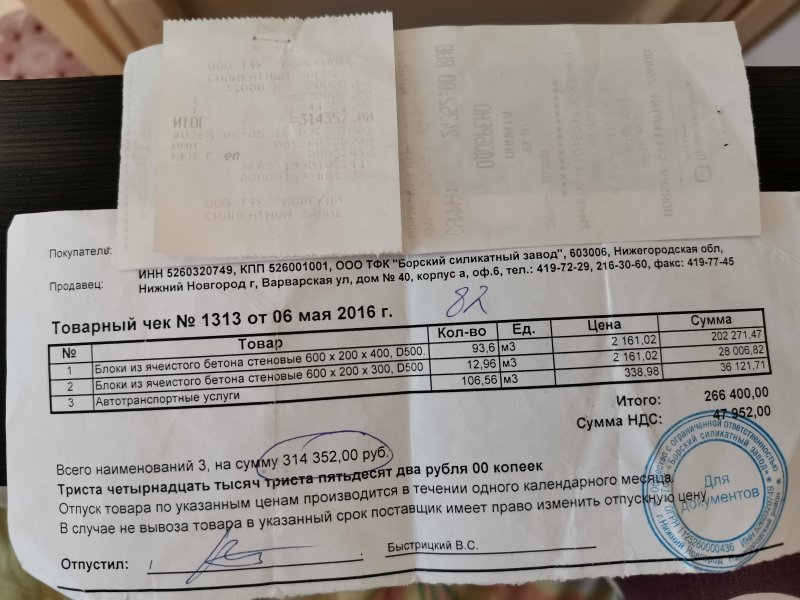 ООО ТФК "БОРСКИЙ
СИЛИКАТНЫЙ ЗАВОД"
3.000 X
ИТОГ =314352.00
ИНН 005260320749
ККМ С
ЭКЛЗ
ООО ТФК "БОРСКИЙ
СИЛИКАТНЫЙ ЗАВОД"
ОДОБРЕНО
ОПЛАТА
Покупатель:
Продавец: ИНН 5260320749, КПП 526001001, ООО ТФК "Борский силикатный завод", 603006, Нижегородская обл,
Нижний Новгород г, Варварская ул, дом № 40, корпус а, оф.6, тел.: 419-72-29, 216-30-60, факс: 419-77-45
82
Товарный чек № 1313 от 06 мая 2016 г.
№ Товар Кол-во Ед. Цена Сумма
1 Блоки из ячеистого бетона стеновые 600 х 200 х 400, D500. 93,6 м3 2 161,02 202 271,47
2 Блоки из ячеистого бетона стеновые 600 х 200 х 300, D500 12,96 м3 2 161,02 28 006,82
3 Автотранспортные услуги 106,56 м3 338,98 36 121,71
Итого: 266 400,00
Сумма НДС: 47 952,00
Всего наименований 3, на сумму 314 352,00 руб.
Триста четырнадцать тысяч триста пятьдесят два рубля 00 копеек
Отпуск товара по указанным ценам производится в течении одного календарного месяца.
В случае не вывоза товара в указанный срок поставщик имеет право изменить отпускную цену
Отпустил: / / Быстрицкий В.С.
Для
документов